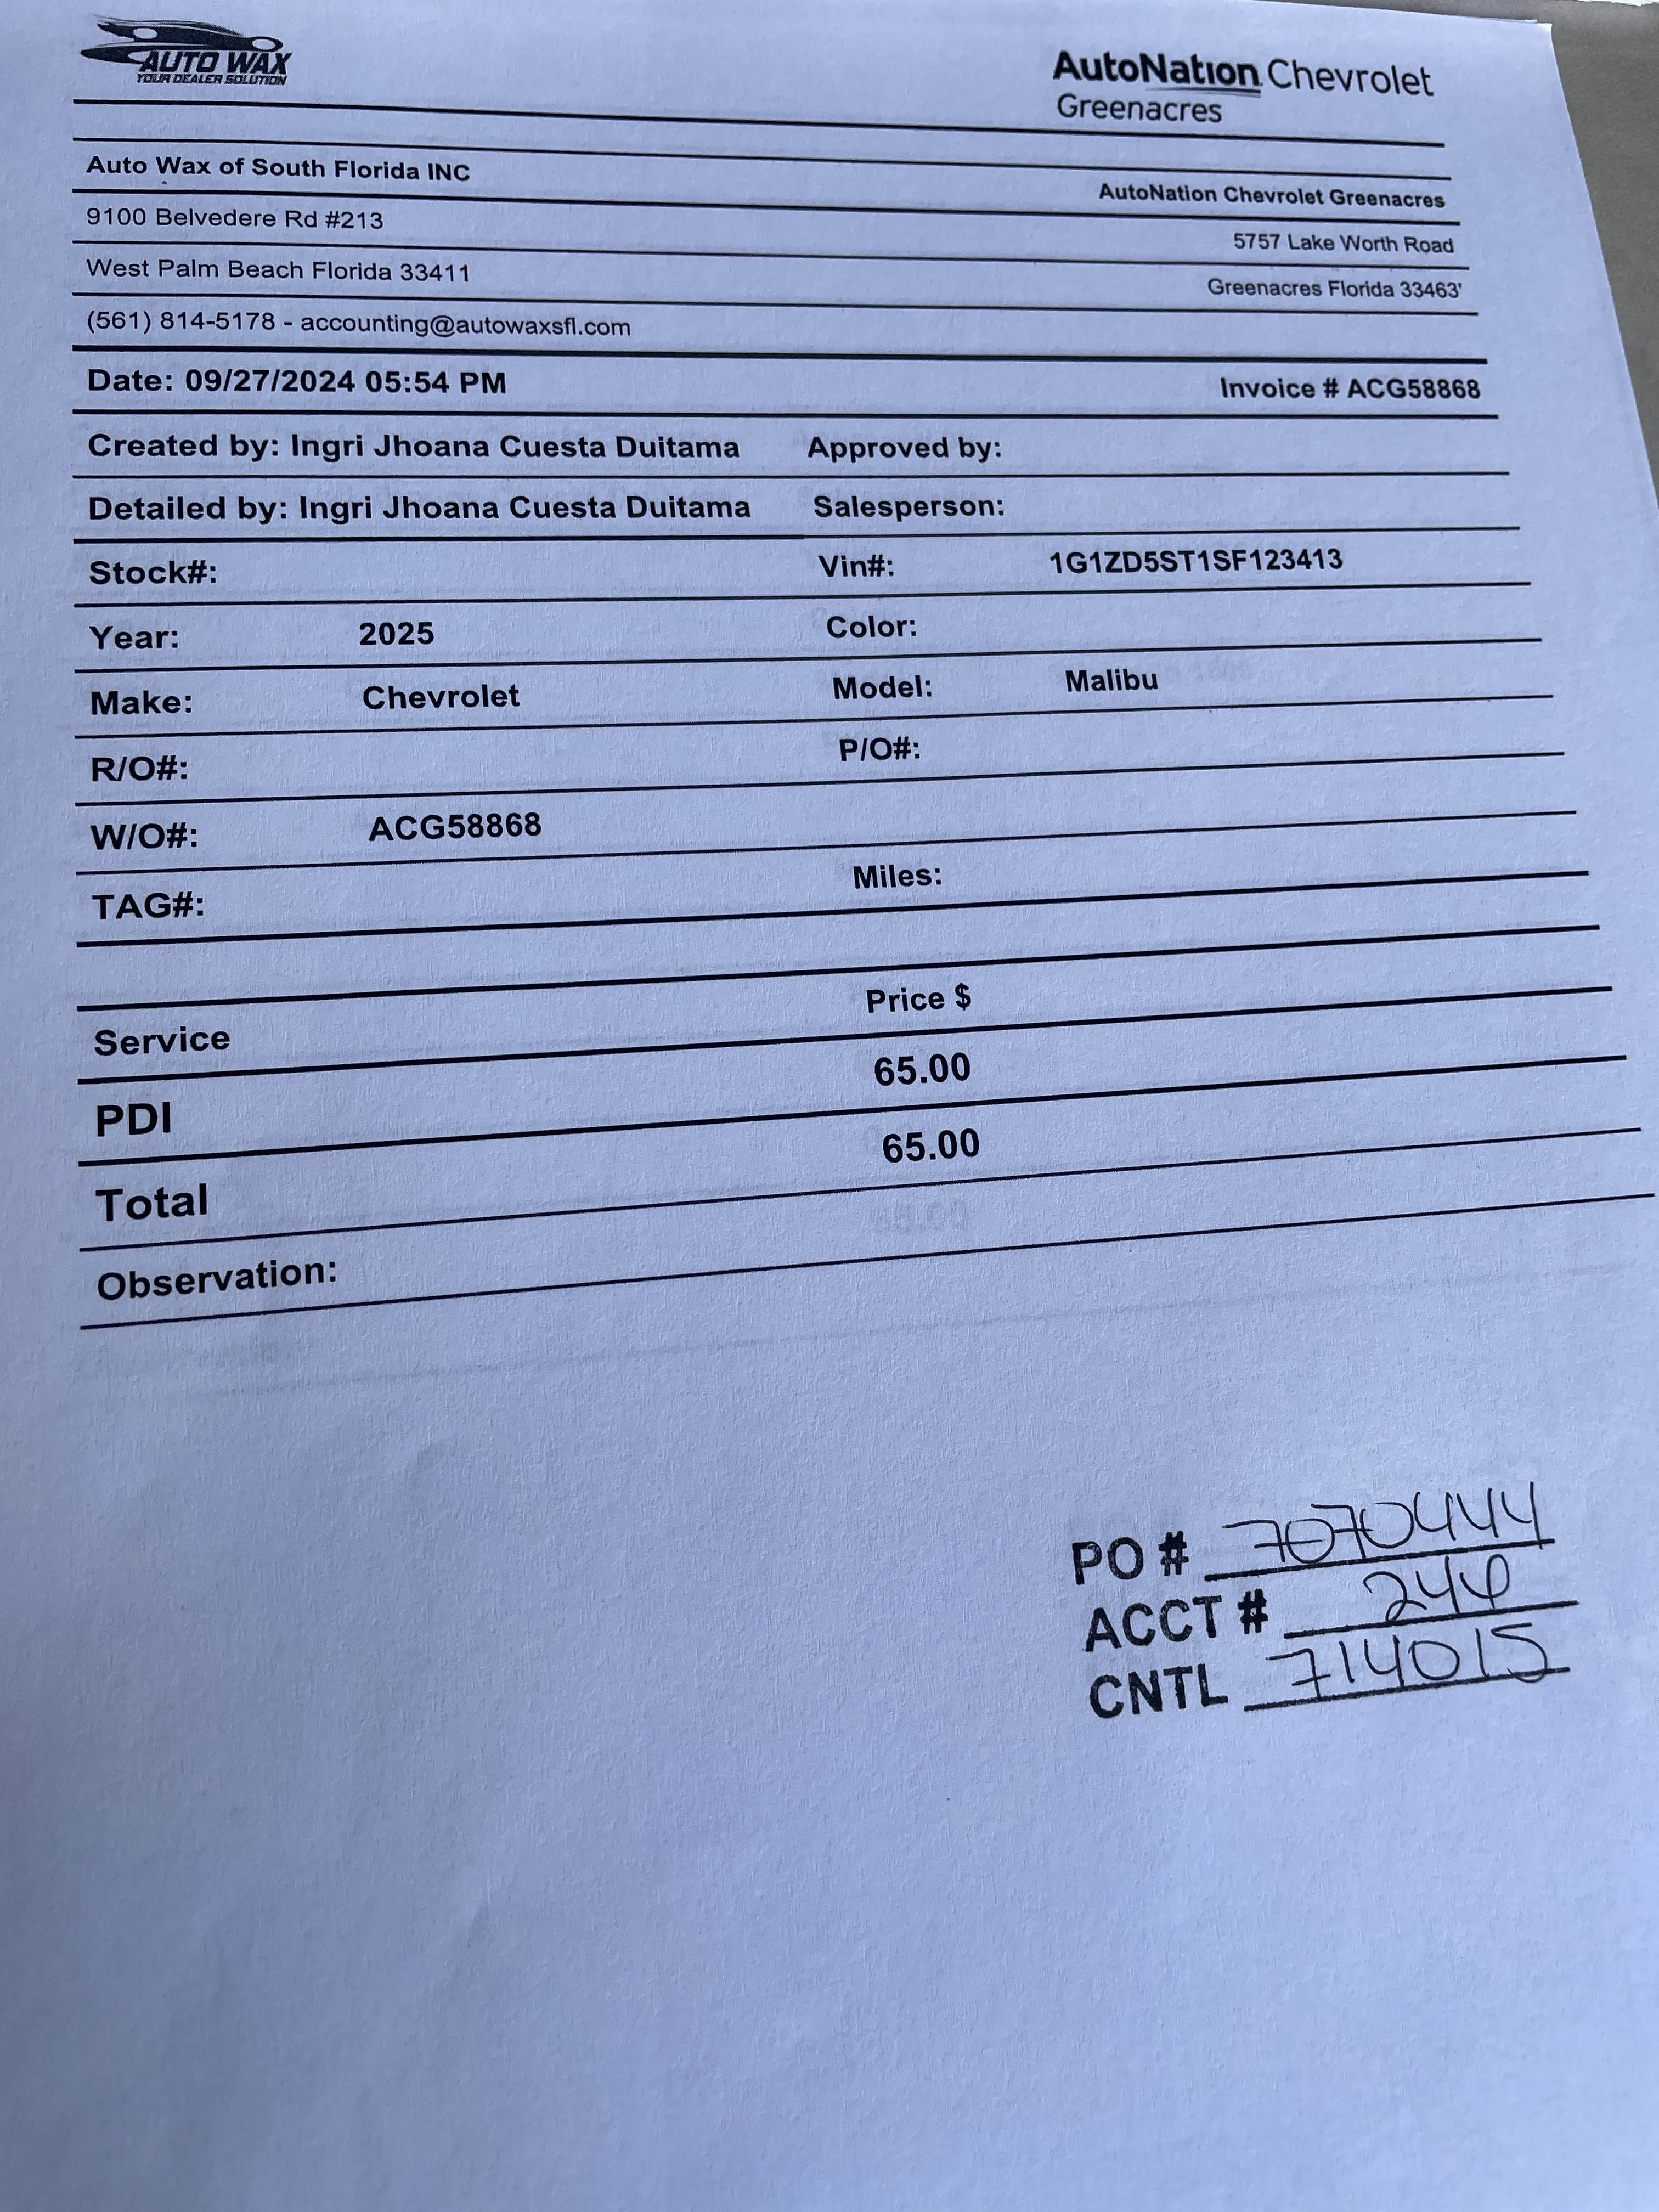 AUTO WAX
YOUR DEALER SOLUTION
AutoNation Chevrolet
Greenacres
Auto Wax of South Florida INC
AutoNation Chevrolet Greenacres
9100 Belvedere Rd #213
5757 Lake Worth Road
West Palm Beach Florida 33411
Greenacres Florida 33463'
(561) 814-5178 - accounting@autowaxsfl.com
Date: 09/27/2024 05:54 PM Invoice # ACG58868
Created by: Ingri Jhoana Cuesta Duitama Approved by:
Detailed by: Ingri Jhoana Cuesta Duitama Salesperson:
Stock#: Vin#: 1G1ZD5ST1SF123413
Year: 2025 Color:
Make: Chevrolet Model: Malibu
R/O#: P/O#:
W/O#: ACG58868
TAG#: Miles:
Service Price $
PDI 65.00
Total 65.00
Observation:
PO # 7070444
ACCT #
CNTL 714015